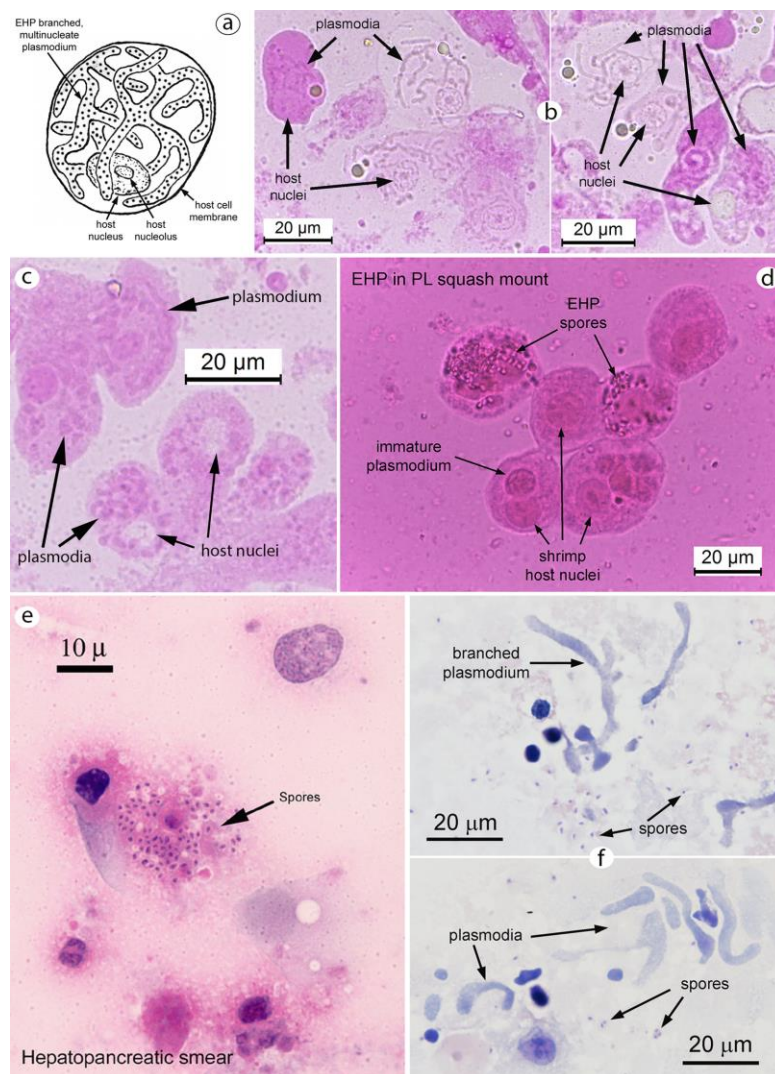 a
EHP branched,
multinucleate
plasmodium
host cell
membrane
host
nucleus
host
nucleolus
plasmodia
host
nuclei
20 µm
b
plasmodia
host
nuclei
20 µm
c
plasmodium
20 µm
plasmodia
host nuclei
d
EHP in PL squash mount
EHP
spores
immature
plasmodium
shrimp
host nuclei
20 µm
e
10 µ
Spores
Hepatopancreatic smear
branched
plasmodium
20 µm
spores
f
plasmodia
spores
20 µm